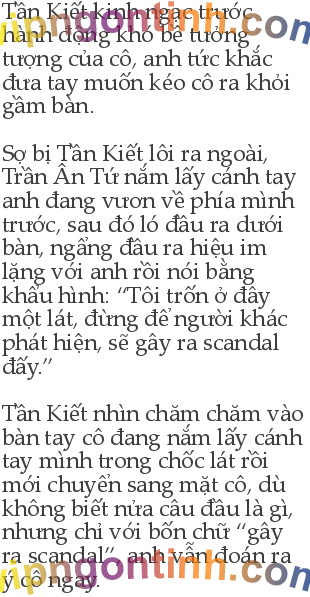 Tần Kiết kinh ngạc trước
hành động khó bề tưởng
tượng của cô, anh tức khắc
đưa tay muốn kéo cô ra khỏi
gầm bàn.
Sợ bị Tần Kiết lôi ra ngoài,
Trần Ân Tứ nắm lấy cánh tay
anh đang vươn về phía mình
trước, sau đó ló đầu ra dưới
bàn, ngẩng đầu ra hiệu im
lặng với anh rồi nói bằng
khẩu hình: “Tôi trốn ở đây
một lát, đừng để người khác
phát hiện, sẽ gây ra scandal
đấy.”
Tần Kiết nhìn chăm chăm vào
bàn tay cô đang nắm lấy cánh
tay mình trong chốc lát rồi
mới chuyển sang mặt cô, dù
không biết nửa câu đầu là gì,
nhưng chỉ với bốn chữ “gây
ra scandal”, anh vẫn đoán ra
ý cô ngay.
vipngontinh.com
vipngontinh.com